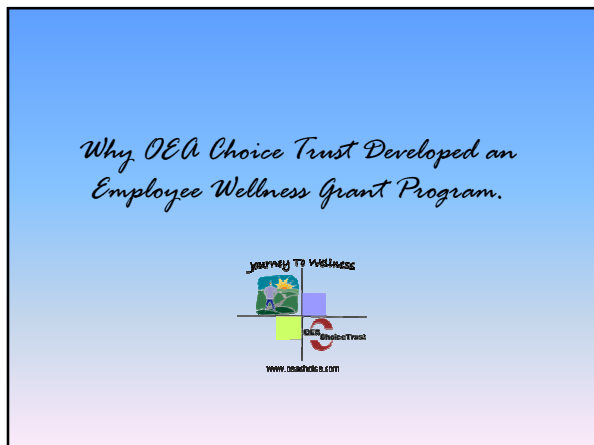 Why OEA Choice Trust Developed an
Employee Wellness Grant Program.
Journey To Wellness
OEA
ChoiceTrust
www.oeachoice.com